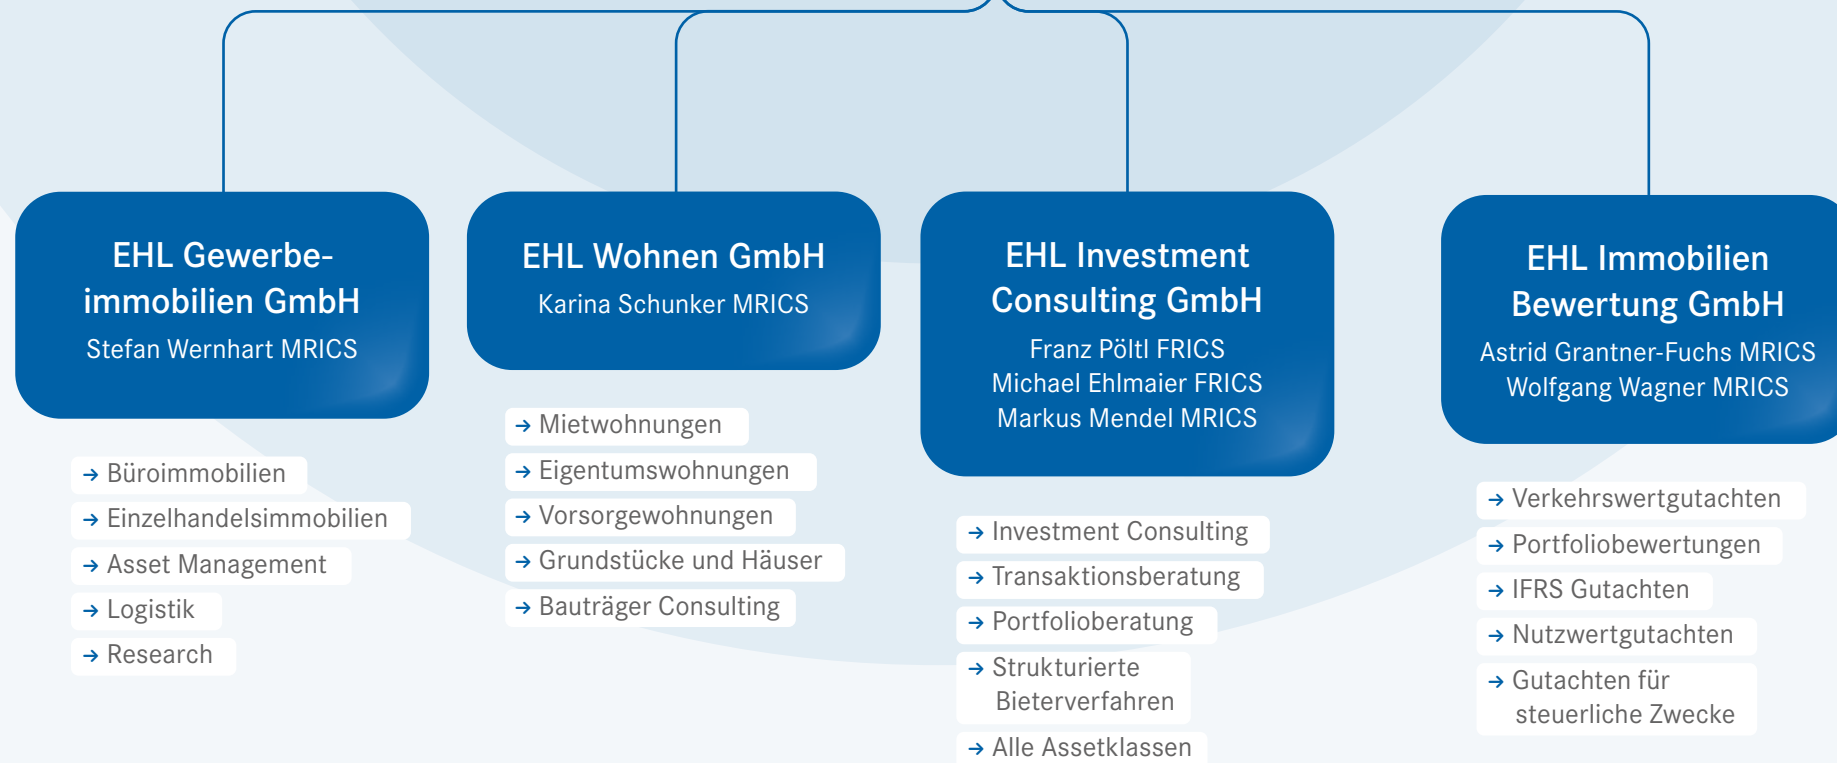 EHL Gewerbe-
immobilien GmbH
Stefan Wernhart MRICS
→ Büroimmobilien
→ Einzelhandelsimmobilien
→ Asset Management
→ Logistik
→ Research
EHL Wohnen GmbH
Karina Schunker MRICS
→ Mietwohnungen
→ Eigentumswohnungen
→ Vorsorgewohnungen
→ Grundstücke und Häuser
→ Bauträger Consulting
EHL Investment
Consulting GmbH
Franz Pöltl FRICS
Michael Ehlmaier FRICS
Markus Mendel MRICS
→ Investment Consulting
→ Transaktionsberatung
→ Portfolioberatung
→ Strukturierte
Bieterverfahren
→ Alle Assetklassen
EHL Immobilien
Bewertung GmbH
Astrid Grantner-Fuchs MRICS
Wolfgang Wagner MRICS
→ Verkehrswertgutachten
→ Portfoliobewertungen
→ IFRS Gutachten
→ Nutzwertgutachten
→ Gutachten für
steuerliche Zwecke